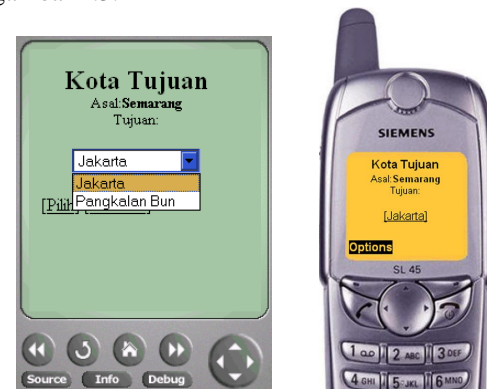 Kota Tujuan
Asal:Semarang
Tujuan:
Jakarta
Jakarta
Pangkalan Bun
[Pilih]
Source
Info
Debug
SIEMENS
Kota Tujuan
Asal:Semarang
Tujuan:
[Jakarta]
Options
SL 45
1
2 ABC
3 DEF
4 GHI
5 JKL
6 MNO